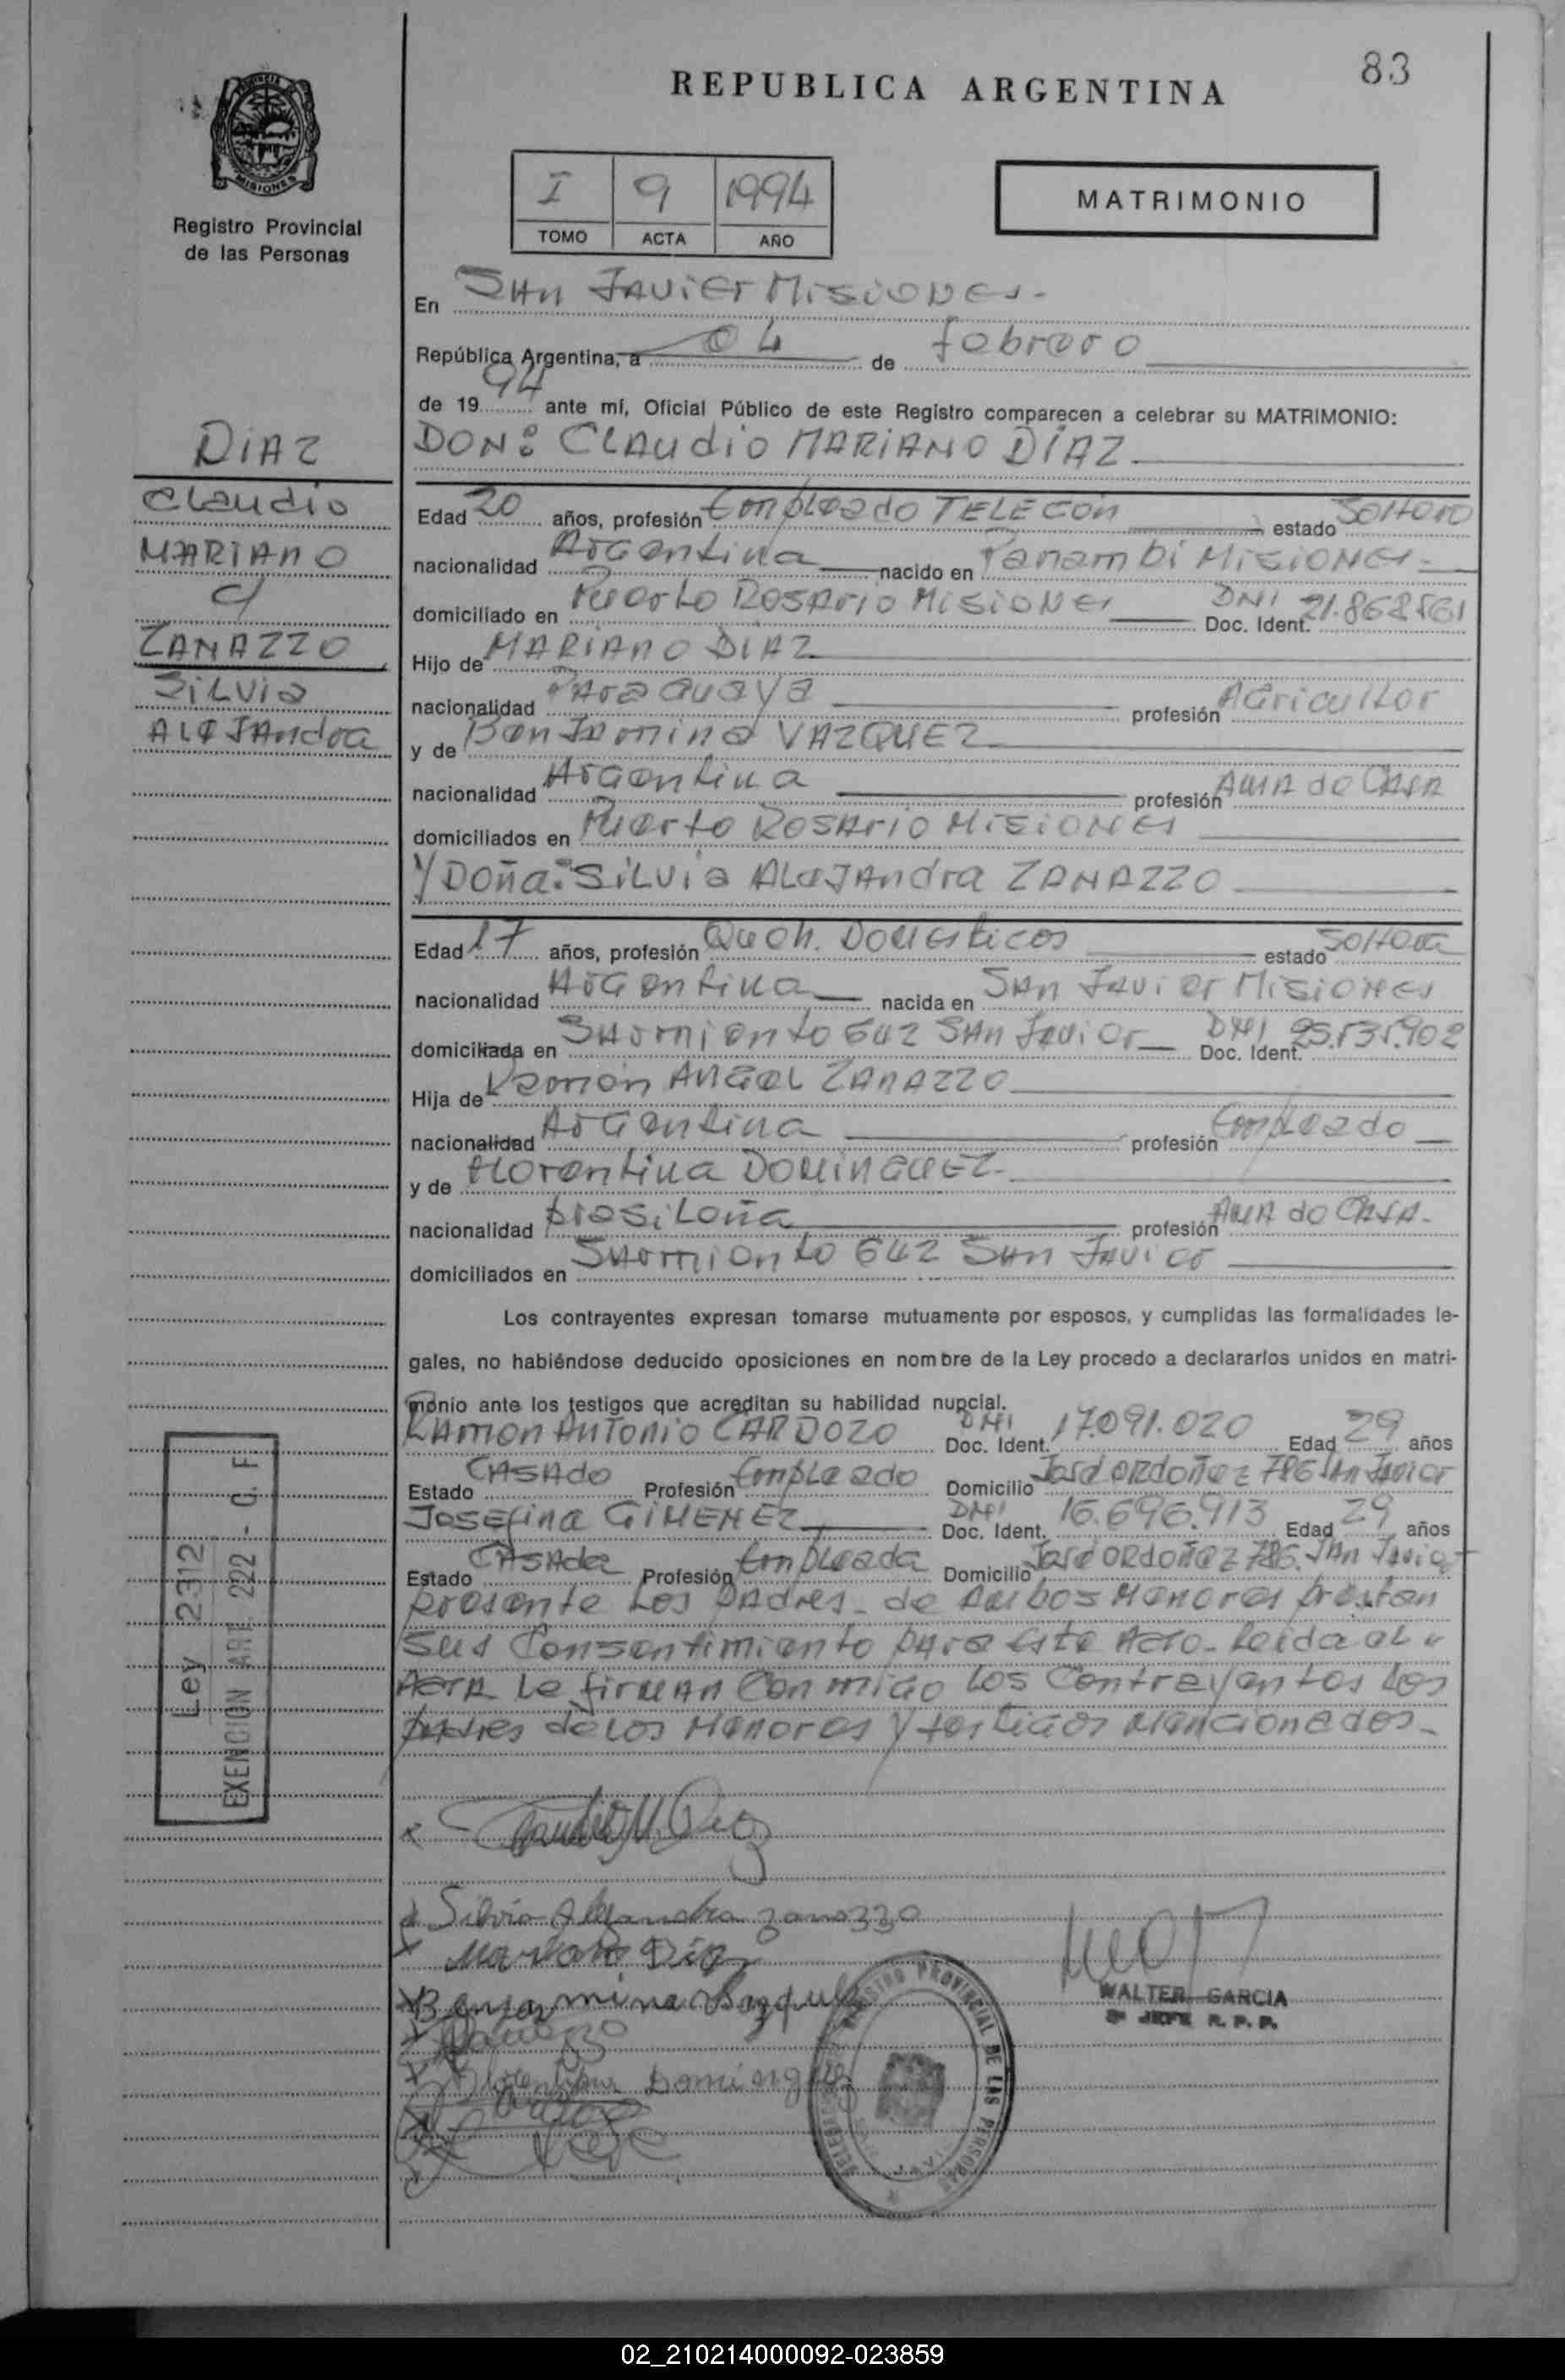 83
REPUBLICA ARGENTINA
MISIONES
Registro Provincial
de las Personas
I 9 1994
TOMO ACTA AÑO
MATRIMONIO
En SAN JAVIER MISIONES.-
República Argentina, a 04 de febrero
de 1994 ante mí, Oficial Público de este Registro comparecen a celebrar su MATRIMONIO:
DIAZ
Claudio
MARIANO
c/
ZANAZZO
SILVIA
ALEJAndra
DON: CLAudio MARIANO DÍAZ
Edad 20 años, profesión Empleado TELECOn estado Soltero
nacionalidad Argentina nacido en Panambi MISIONES-
domiciliado en Puerto ROSARIO MISIONES DNI Doc. Ident. 21.868.561
Hijo de MARIANO DIAZ
nacionalidad Paraguaya profesión Agricultor
y de Benjamina VAZQUEZ
nacionalidad Argentina profesión AMA de CASA
domiciliados en Puerto ROSARIO MISIONES
Y Doña: SILVIA ALEJAndra ZANAZZO
Edad 17 años, profesión Queh. Domesticos estado Soltera
nacionalidad Argentina nacida en SAN Javier MISIONES
domiciliada en Sarmiento 642 SAN Javier DNI Doc. Ident. 25.535.902
Hija de Ramón Angel ZANAZZO
nacionalidad Argentina profesión Empleado
y de Florentina DOMINGUEZ
nacionalidad brasileña profesión AMA de CASA.
domiciliados en Sarmiento 642 SAN Javier
Los contrayentes expresan tomarse mutuamente por esposos, y cumplidas las formalidades le-
gales, no habiéndose deducido oposiciones en nombre de la Ley procedo a declararlos unidos en matri-
monio ante los testigos que acreditan su habilidad nupcial.
RAMON ANTONIO CARDOZO DNI Doc. Ident. 17.091.020 Edad 29 años
Estado CASAdo Profesión Empleado Domicilio José ORDOÑEZ 786 SAn Javier
JOSEfina GIMENEZ DNI Doc. Ident. 16.696.913 Edad 29 años
Estado CASAda Profesión Empleada Domicilio José ORDOÑEZ 786. SAn Javier
Presente Los padres de Ambos Menores prestan
sus Consentimiento para este Acto. Leida el
Acta Le firman Conmigo Los Contrayentes Los
padres de Los Menores y testigos Mencionados.
Ley 2312
EXENCION ART. 222 - C. F
Claudio M. Diaz
Silvia Alejandra Zanazzo
Mariano Diaz
Benjamina Vazquez
Zanazzo
Florentina Dominguez
WALTER GARCIA
JEFE R. P. P.
REGISTRO PROVINCIAL DE LAS PERSONAS
02_210214000092-023859